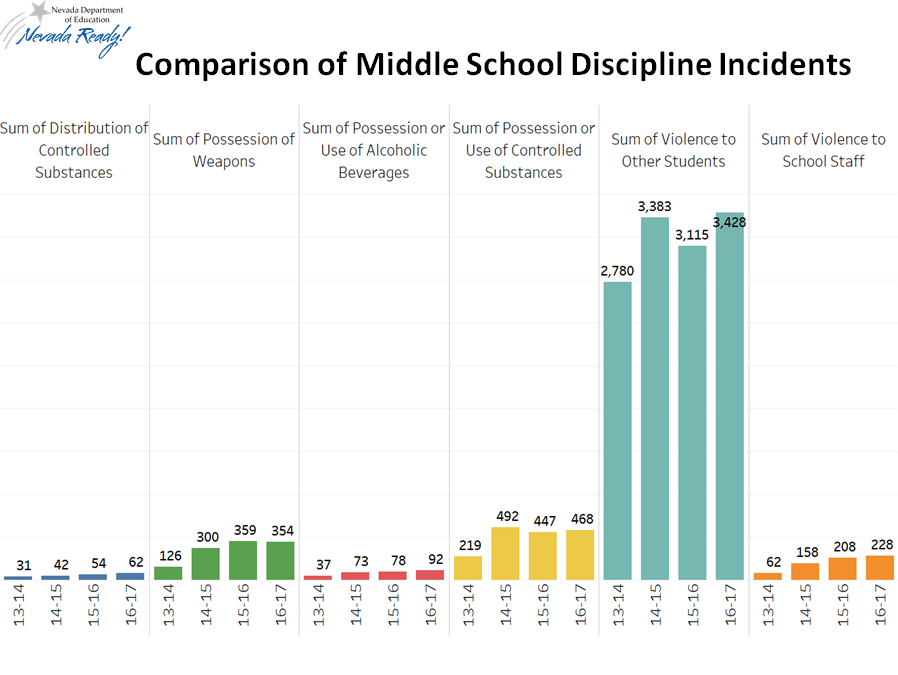 Nevada Department
of Education
Nevada Ready!
Comparison of Middle School Discipline Incidents
Sum of Distribution of
Controlled
Substances
Sum of Possession of
Weapons
Sum of Possession or
Use of Alcoholic
Beverages
Sum of Possession or
Use of Controlled
Substances
Sum of Violence to
Other Students
Sum of Violence to
School Staff
31
42
54
62
126
300
359
354
37
73
78
92
219
492
447
468
2,780
3,383
3,115
3,428
62
158
208
228
13-14
14-15
15-16
16-17
13-14
14-15
15-16
16-17
13-14
14-15
15-16
16-17
13-14
14-15
15-16
16-17
13-14
14-15
15-16
16-17
13-14
14-15
15-16
16-17